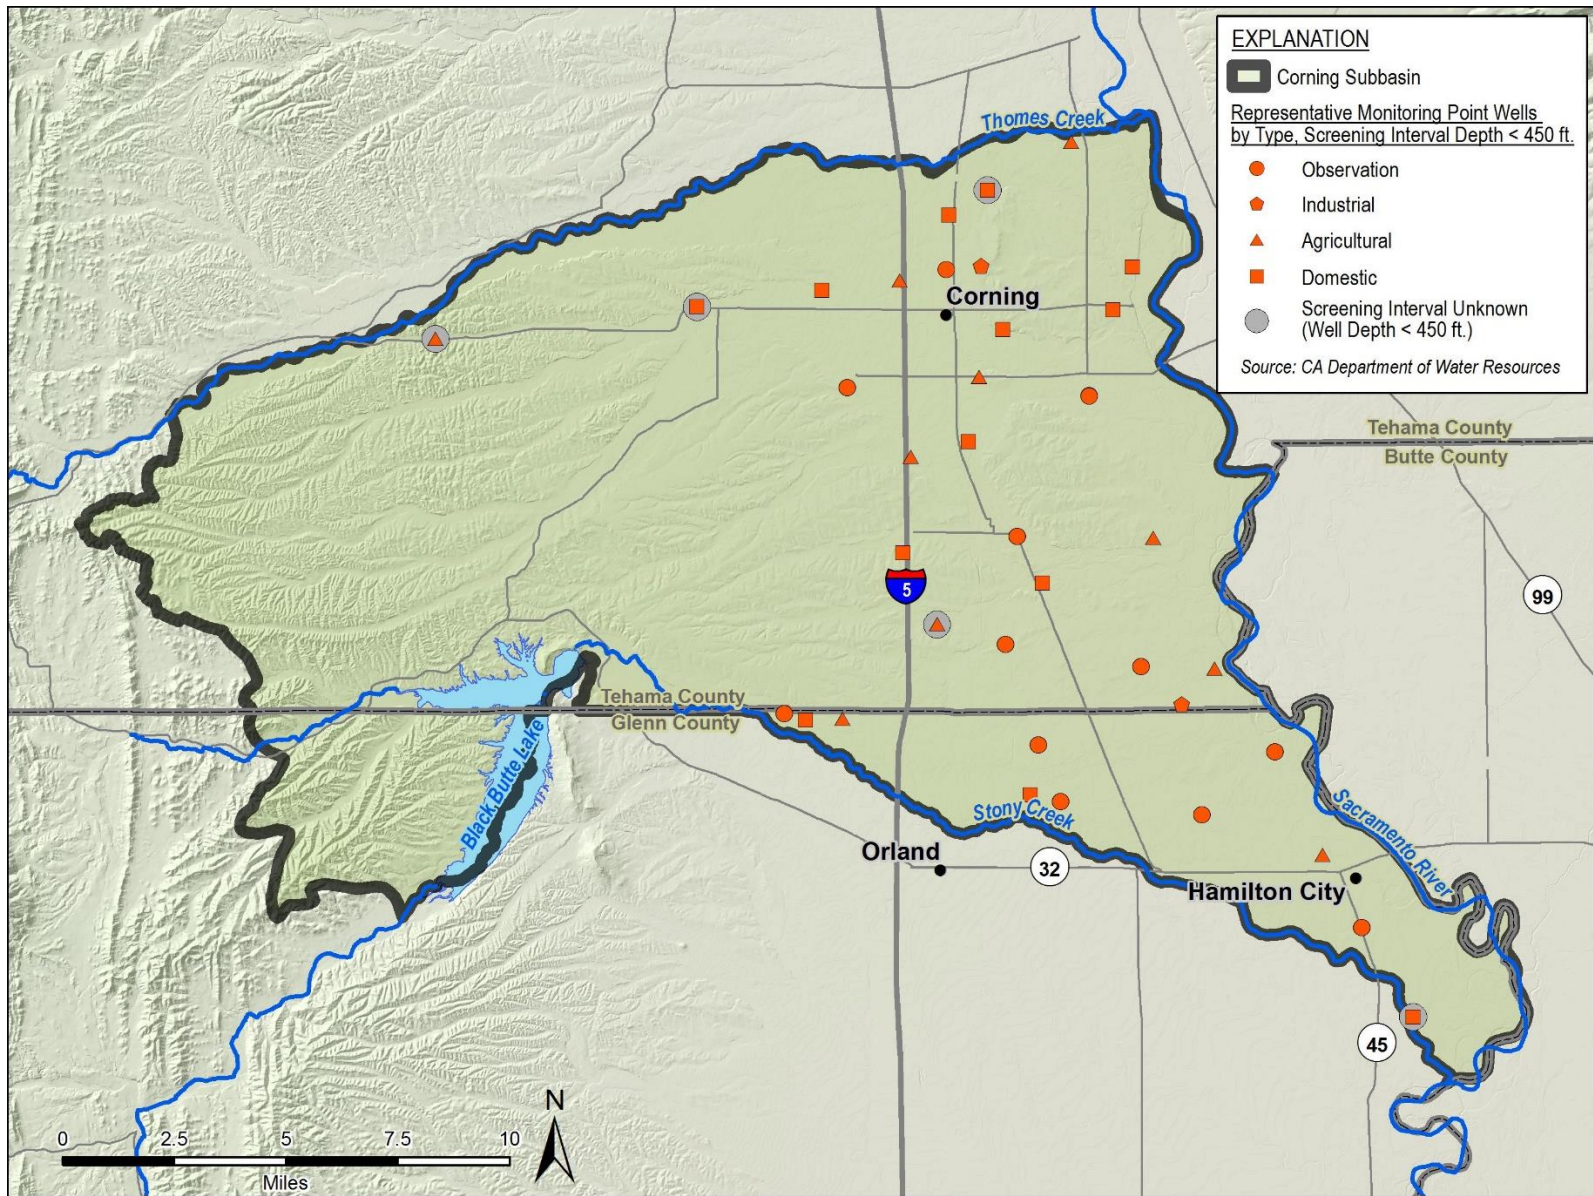 EXPLANATION
Corning Subbasin
Representative Monitoring Point Wells
by Type, Screening Interval Depth < 450 ft.
Observation
Industrial
Agricultural
Domestic
Screening Interval Unknown
(Well Depth < 450 ft.)
Source: CA Department of Water Resources
Thomes Creek
Corning
Tehama County
Butte County
5
99
Tehama County
Glenn County
Black Butte Lake
Stony Creek
Sacramento River
Orland
32
Hamilton City
45
N
0 2.5 5 7.5 10
Miles